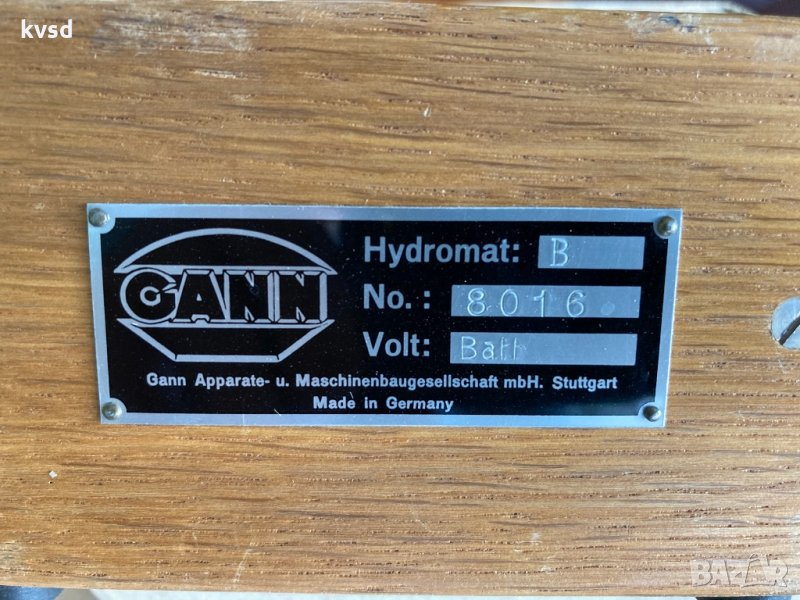 kvsd
GANN
Hydromat: B
No.: 8016
Volt: Batt
Gann Apparate- u. Maschinenbaugesellschaft mbH. Stuttgart
Made in Germany
BAZAR